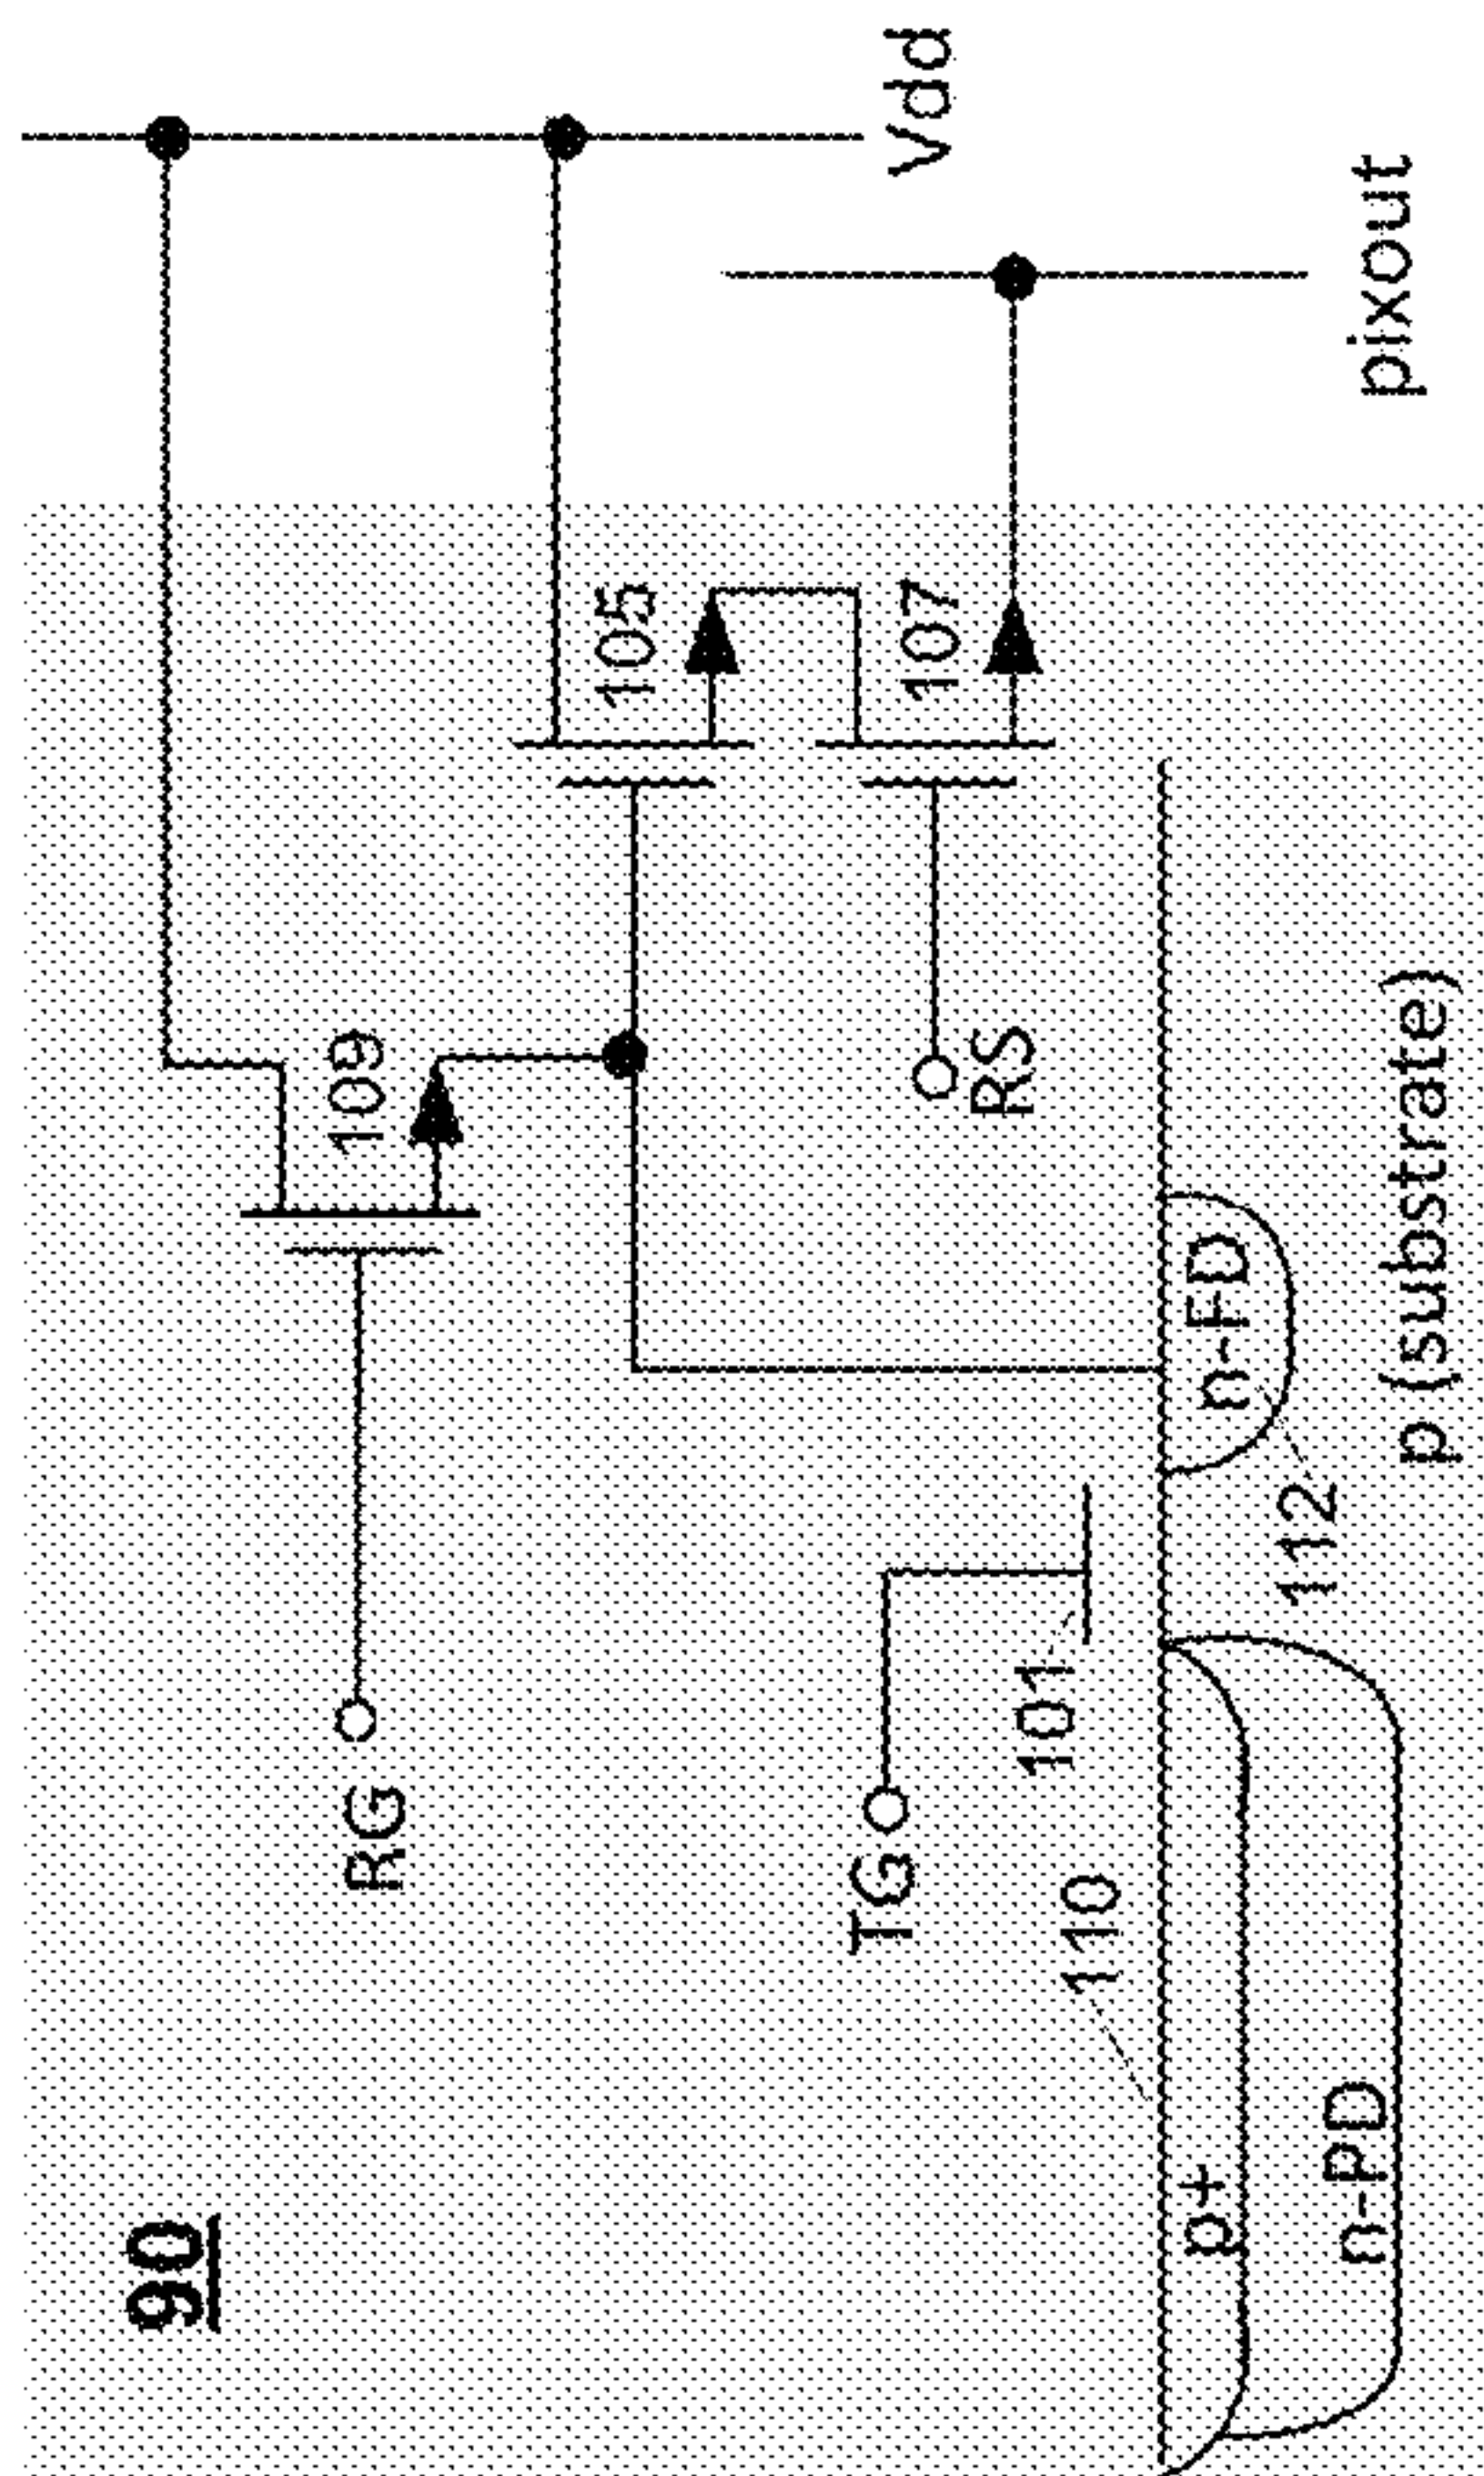 90
RG
109
105
Vdd
TG
101
RS
107
pixout
110
p+
n-FD
n-PD
112
p (substrate)